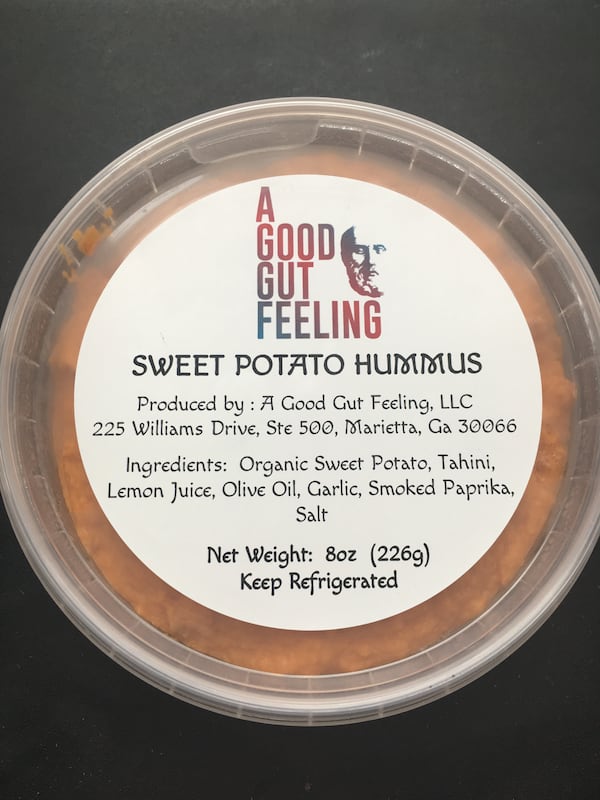 A
GOOD
GUT
FEELING
SWEET POTATO HUMMUS
Produced by : A Good Gut Feeling, LLC
225 Williams Drive, Ste 500, Marietta, Ga 30066
Ingredients: Organic Sweet Potato, Tahini,
Lemon Juice, Olive Oil, Garlic, Smoked Paprika,
Salt
Net Weight: 8oz (226g)
Keep Refrigerated